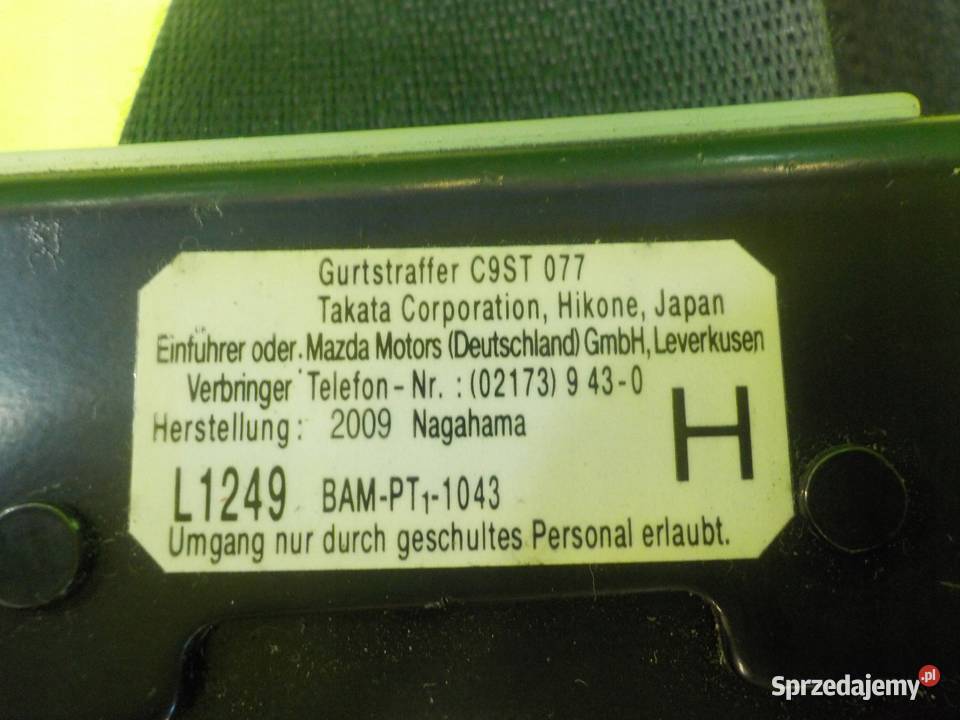 Gurtstraffer C9ST 077
Takata Corporation, Hikone, Japan
Einführer oder. Mazda Motors (Deutschland) GmbH, Leverkusen
Verbringer Telefon-Nr. : (02173) 9 43-0
Herstellung: 2009 Nagahama
H
L1249 BAM-PT1-1043
Umgang nur durch geschultes Personal erlaubt.
Sprzedajemy.pl